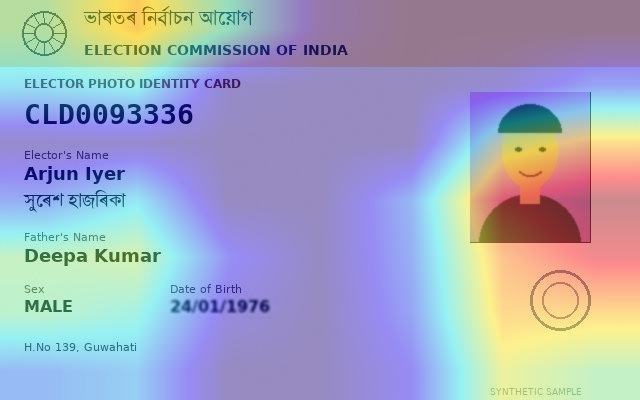 ভাৰতৰ নিৰ্বাচন আয়োগ
ELECTION COMMISSION OF INDIA
ELECTOR PHOTO IDENTITY CARD
CLD0093336
Elector's Name
Arjun Iyer
সুৰেশ হাজৰিকা
Father's Name
Deepa Kumar
Sex
Date of Birth
MALE
24/01/1976
H.No 139, Guwahati
SYNTHETIC SAMPLE